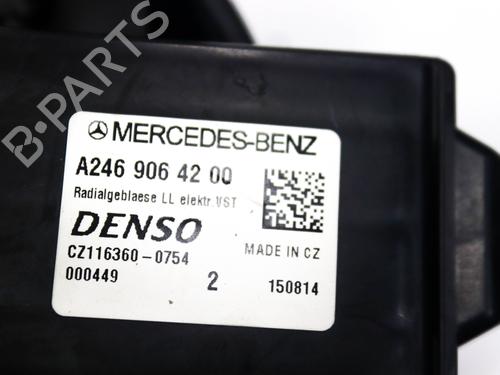 MERCEDES-BENZ
A246 906 42 00
Radialgeblaese LL elektr.VST
DENSO
MADE IN CZ
CZ116360-0754
000449 2 150814
B-PARTS